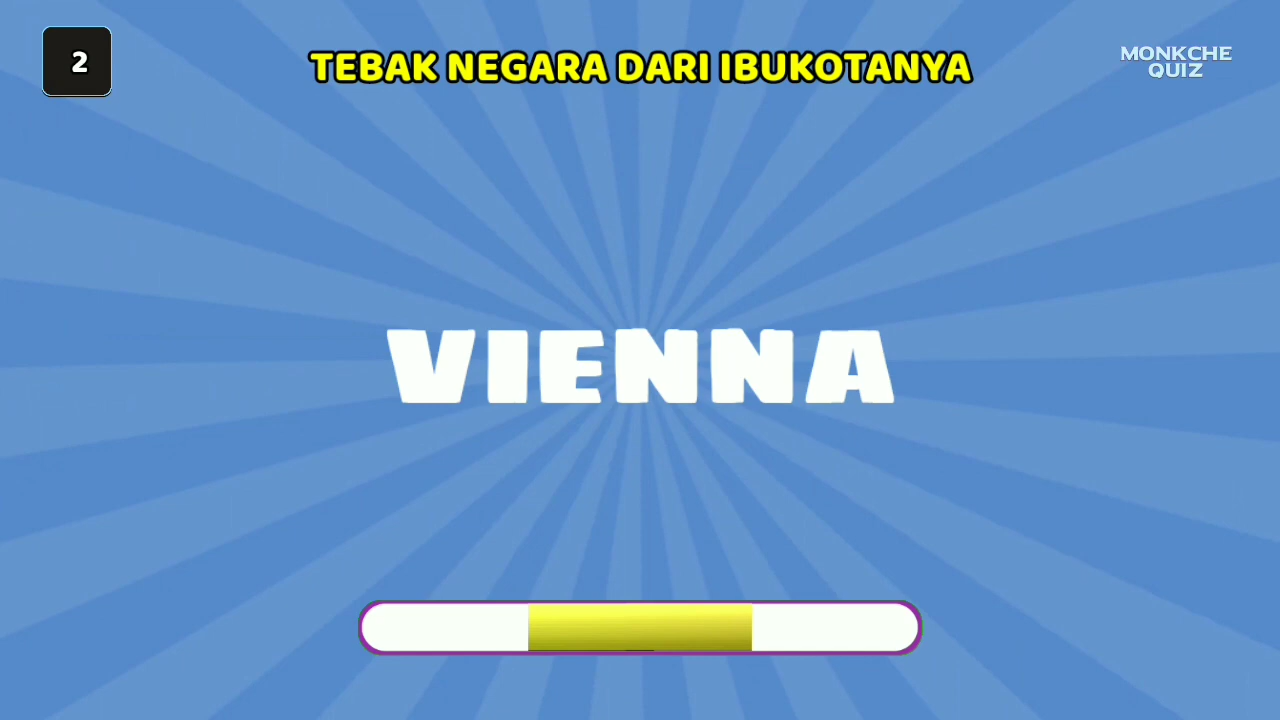 2
TEBAK NEGARA DARI IBUKOTANYA
MONKCHE
QUIZ
VIENNA